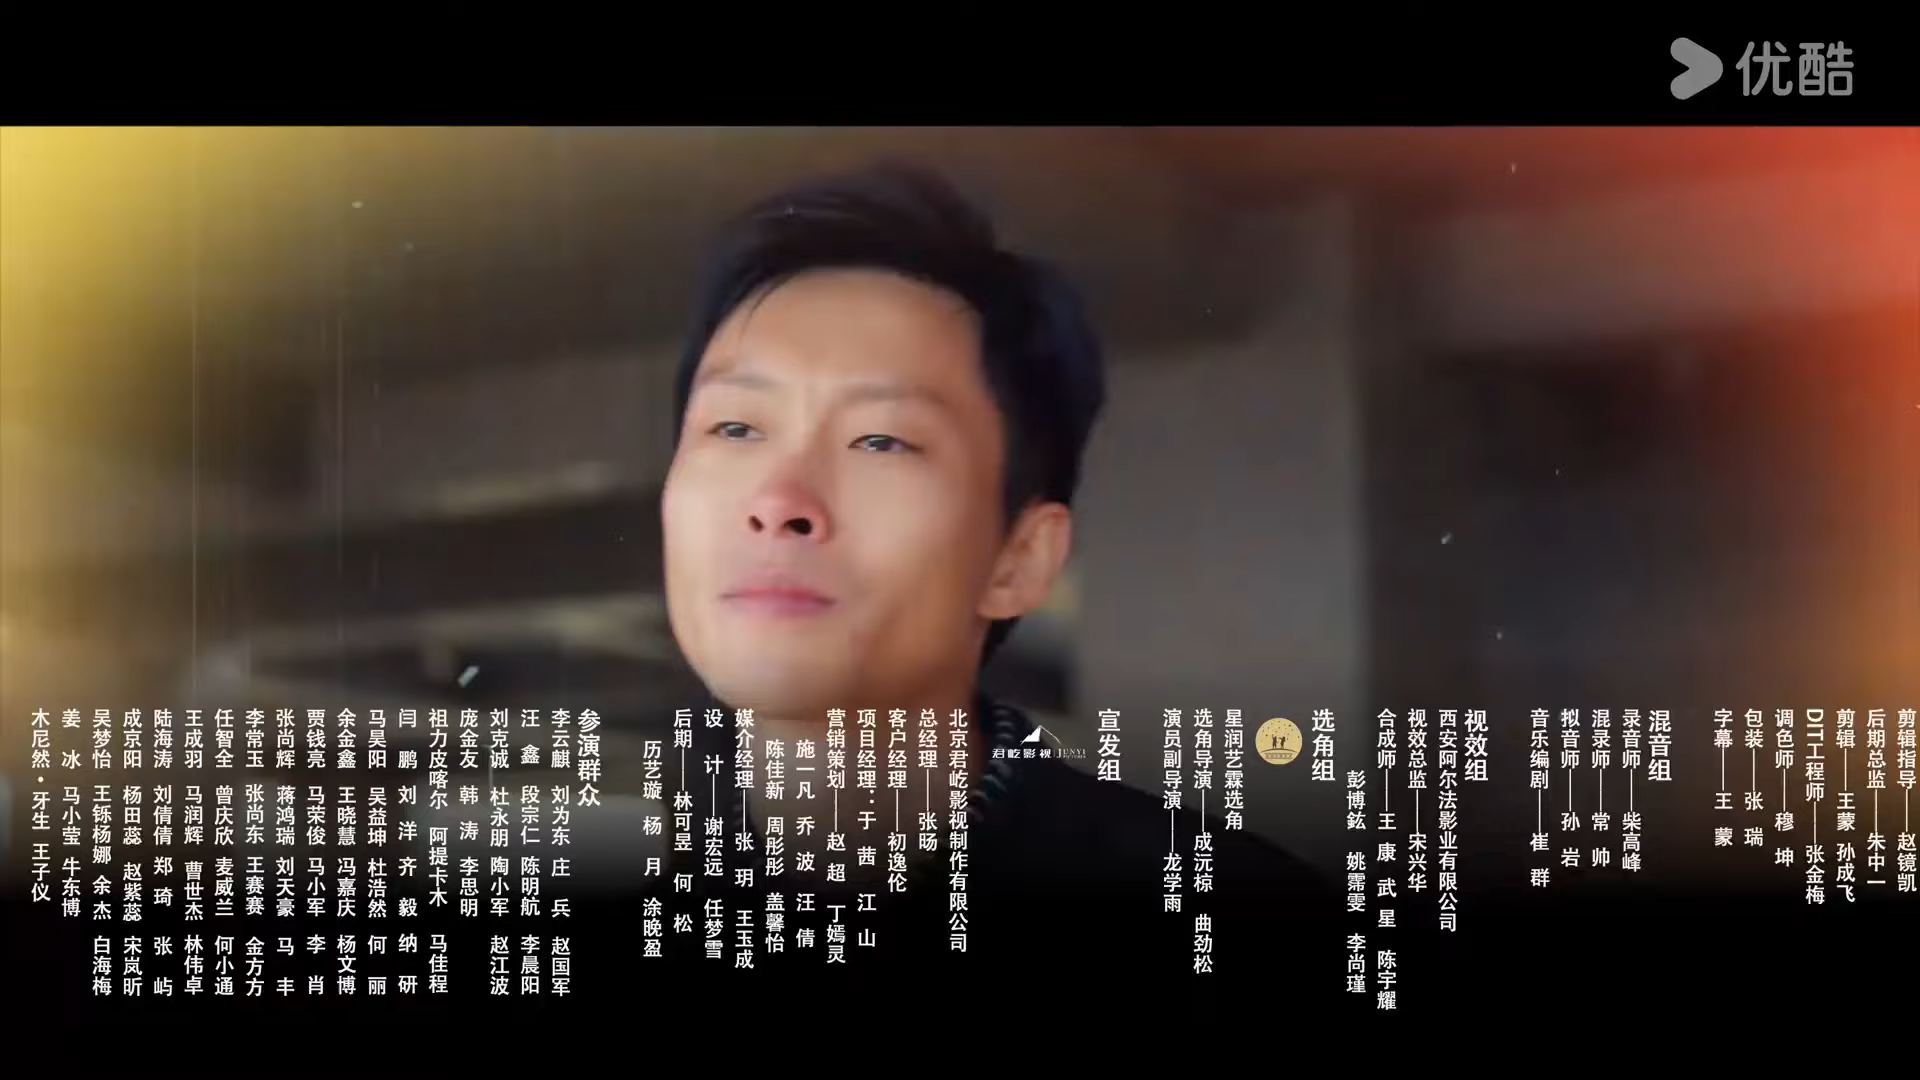 优酷
剪辑指导——赵镜凯
后期总监——朱中一
剪辑——王蒙 孙成飞
DIT工程师——张金梅
调色师——穆 坤
包装——张 瑞
字幕——王 蒙
混音组
录音师——柴高峰
混录师——常 帅
拟音师——孙 岩
音乐编剧——崔 群
视效组
西安阿尔法影业有限公司
视效总监——宋兴华
合成师——王 康 武 星 陈宇耀
彭博鉉 姚霈雯 李尚瑾
选角组
星润艺霖选角
选角导演——成沅椋 曲劲松
演员副导演——龙学雨
宣发组
君屹影视 JUNYI
北京君屹影视制作有限公司
总经理——张旸
客户经理——初逸伦
项目经理：于 茜 江 山
营销策划——赵 超 丁嫣灵
施一凡 乔 波 汪 倩
陈佳新 周彤彤 盖馨怡
媒介经理——张 玥 王玉成
设 计——谢宏远 任梦雪
后期——林可昱 何 松
历艺璇 杨 月 涂晚盈
参演群众
李云麒 刘为东 庄 兵 赵国军
汪 鑫 段宗仁 陈明航 李晨阳
刘克诚 杜永朋 陶小军 赵江波
庞金友 韩 涛 李思明
祖力皮喀尔 阿提卡木 马佳程
闫 鹏 刘 洋 齐 毅 纳 研
马昊阳 吴益坤 杜浩然 何 丽
余金鑫 王晓慧 冯嘉庆 杨文博
贾钱亮 马荣俊 马小军 李 肖
张尚辉 蒋鸿瑞 刘天豪 马 丰
李常玉 张尚东 王赛赛 金方方
任智全 曾庆欣 麦威兰 何小通
王成羽 马润辉 曹世杰 林伟卓
陆海涛 刘倩倩 郑 琦 张 屿
成京阳 杨田蕊 赵紫蕊 宋岚昕
吴梦怡 王铄杨娜 余 杰 白海梅
姜 冰 马小莹 牛东博
木尼然·牙生 王子仪